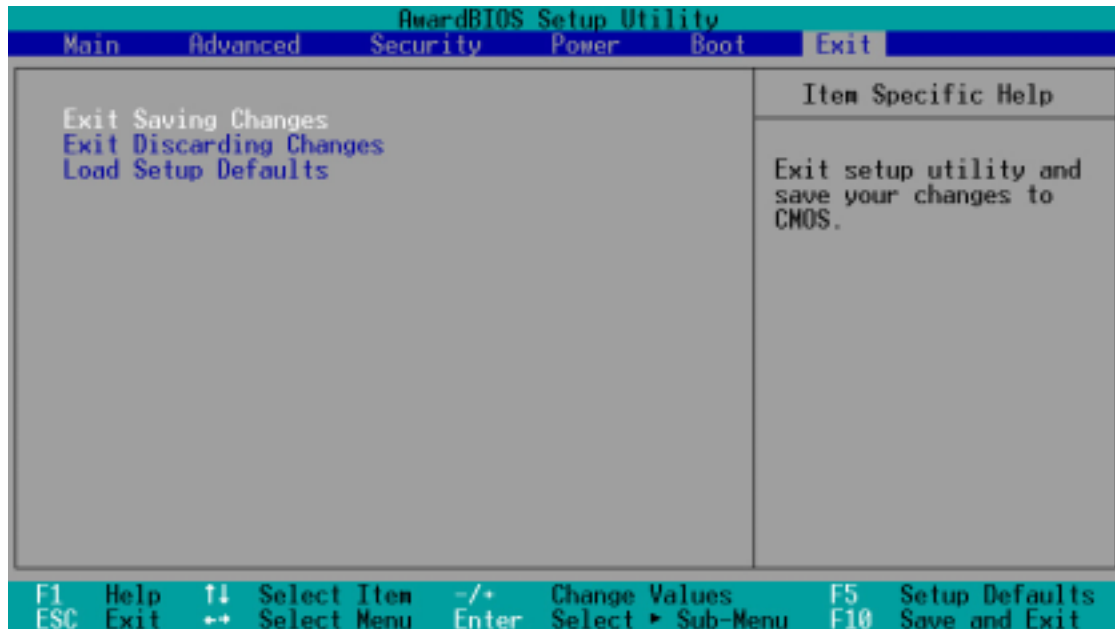 AwardBIOS Setup Utility
Main Advanced Security Power Boot Exit
Exit Saving Changes
Exit Discarding Changes
Load Setup Defaults
Item Specific Help
Exit setup utility and
save your changes to
CMOS.
F1 Help ↑↓ Select Item -/+ Change Values F5 Setup Defaults
ESC Exit ←→ Select Menu Enter Select ► Sub-Menu F10 Save and Exit